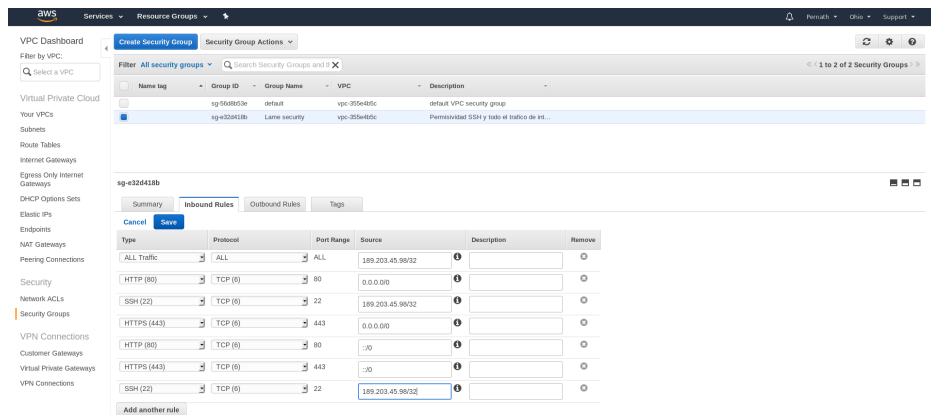 aws Services Resource Groups Pernath Ohio Support
VPC Dashboard
Filter by VPC:
Select a VPC
Virtual Private Cloud
Your VPCs
Subnets
Route Tables
Internet Gateways
Egress Only Internet
Gateways
DHCP Options Sets
Elastic IPs
Endpoints
NAT Gateways
Peering Connections
Security
Network ACLs
Security Groups
VPN Connections
Customer Gateways
Virtual Private Gateways
VPN Connections
Create Security Group Security Group Actions
Filter All security groups Search Security Groups and tl X 1 to 2 of 2 Security Groups
Name tag Group ID Group Name VPC Description
sg-56d8b53e default vpc-355e4b5c default VPC security group
sg-e32d418b Lame security vpc-355e4b5c Permisividad SSH y todo el trafico de int...
sg-e32d418b
Summary Inbound Rules Outbound Rules Tags
Cancel Save
Type Protocol Port Range Source Description Remove
ALL Traffic ALL ALL 189.203.45.98/32
HTTP (80) TCP (6) 80 0.0.0.0/0
SSH (22) TCP (6) 22 189.203.45.98/32
HTTPS (443) TCP (6) 443 0.0.0.0/0
HTTP (80) TCP (6) 80 ::/0
HTTPS (443) TCP (6) 443 ::/0
SSH (22) TCP (6) 22 189.203.45.98/32
Add another rule